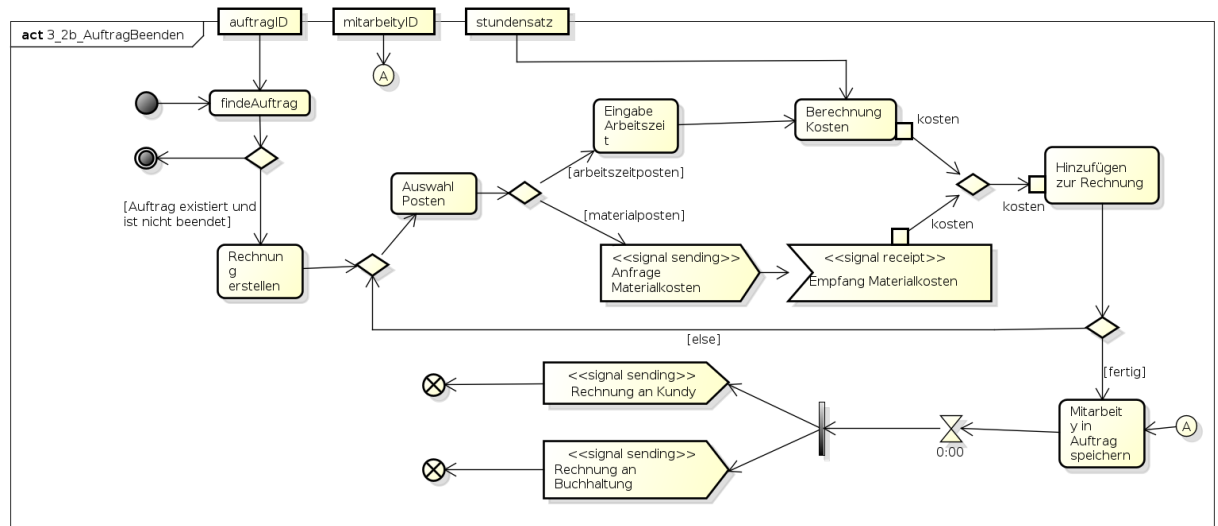 auftragID
mitarbeityID
stundensatz
act 3_2b_AuftragBeenden
A
findeAuftrag
Eingabe
Arbeitszei
t
Berechnung
Kosten
kosten
[arbeitszeitposten]
Auswahl
Posten
Hinzufügen
zur Rechnung
kosten
[Auftrag existiert und
ist nicht beendet]
[materialposten]
kosten
Rechnun
g
erstellen
<<signal sending>>
Anfrage
Materialkosten
<<signal receipt>>
Empfang Materialkosten
[else]
[fertig]
<<signal sending>>
Rechnung an Kundy
Mitarbeit
y in
Auftrag
speichern
A
0:00
<<signal sending>>
Rechnung an
Buchhaltung